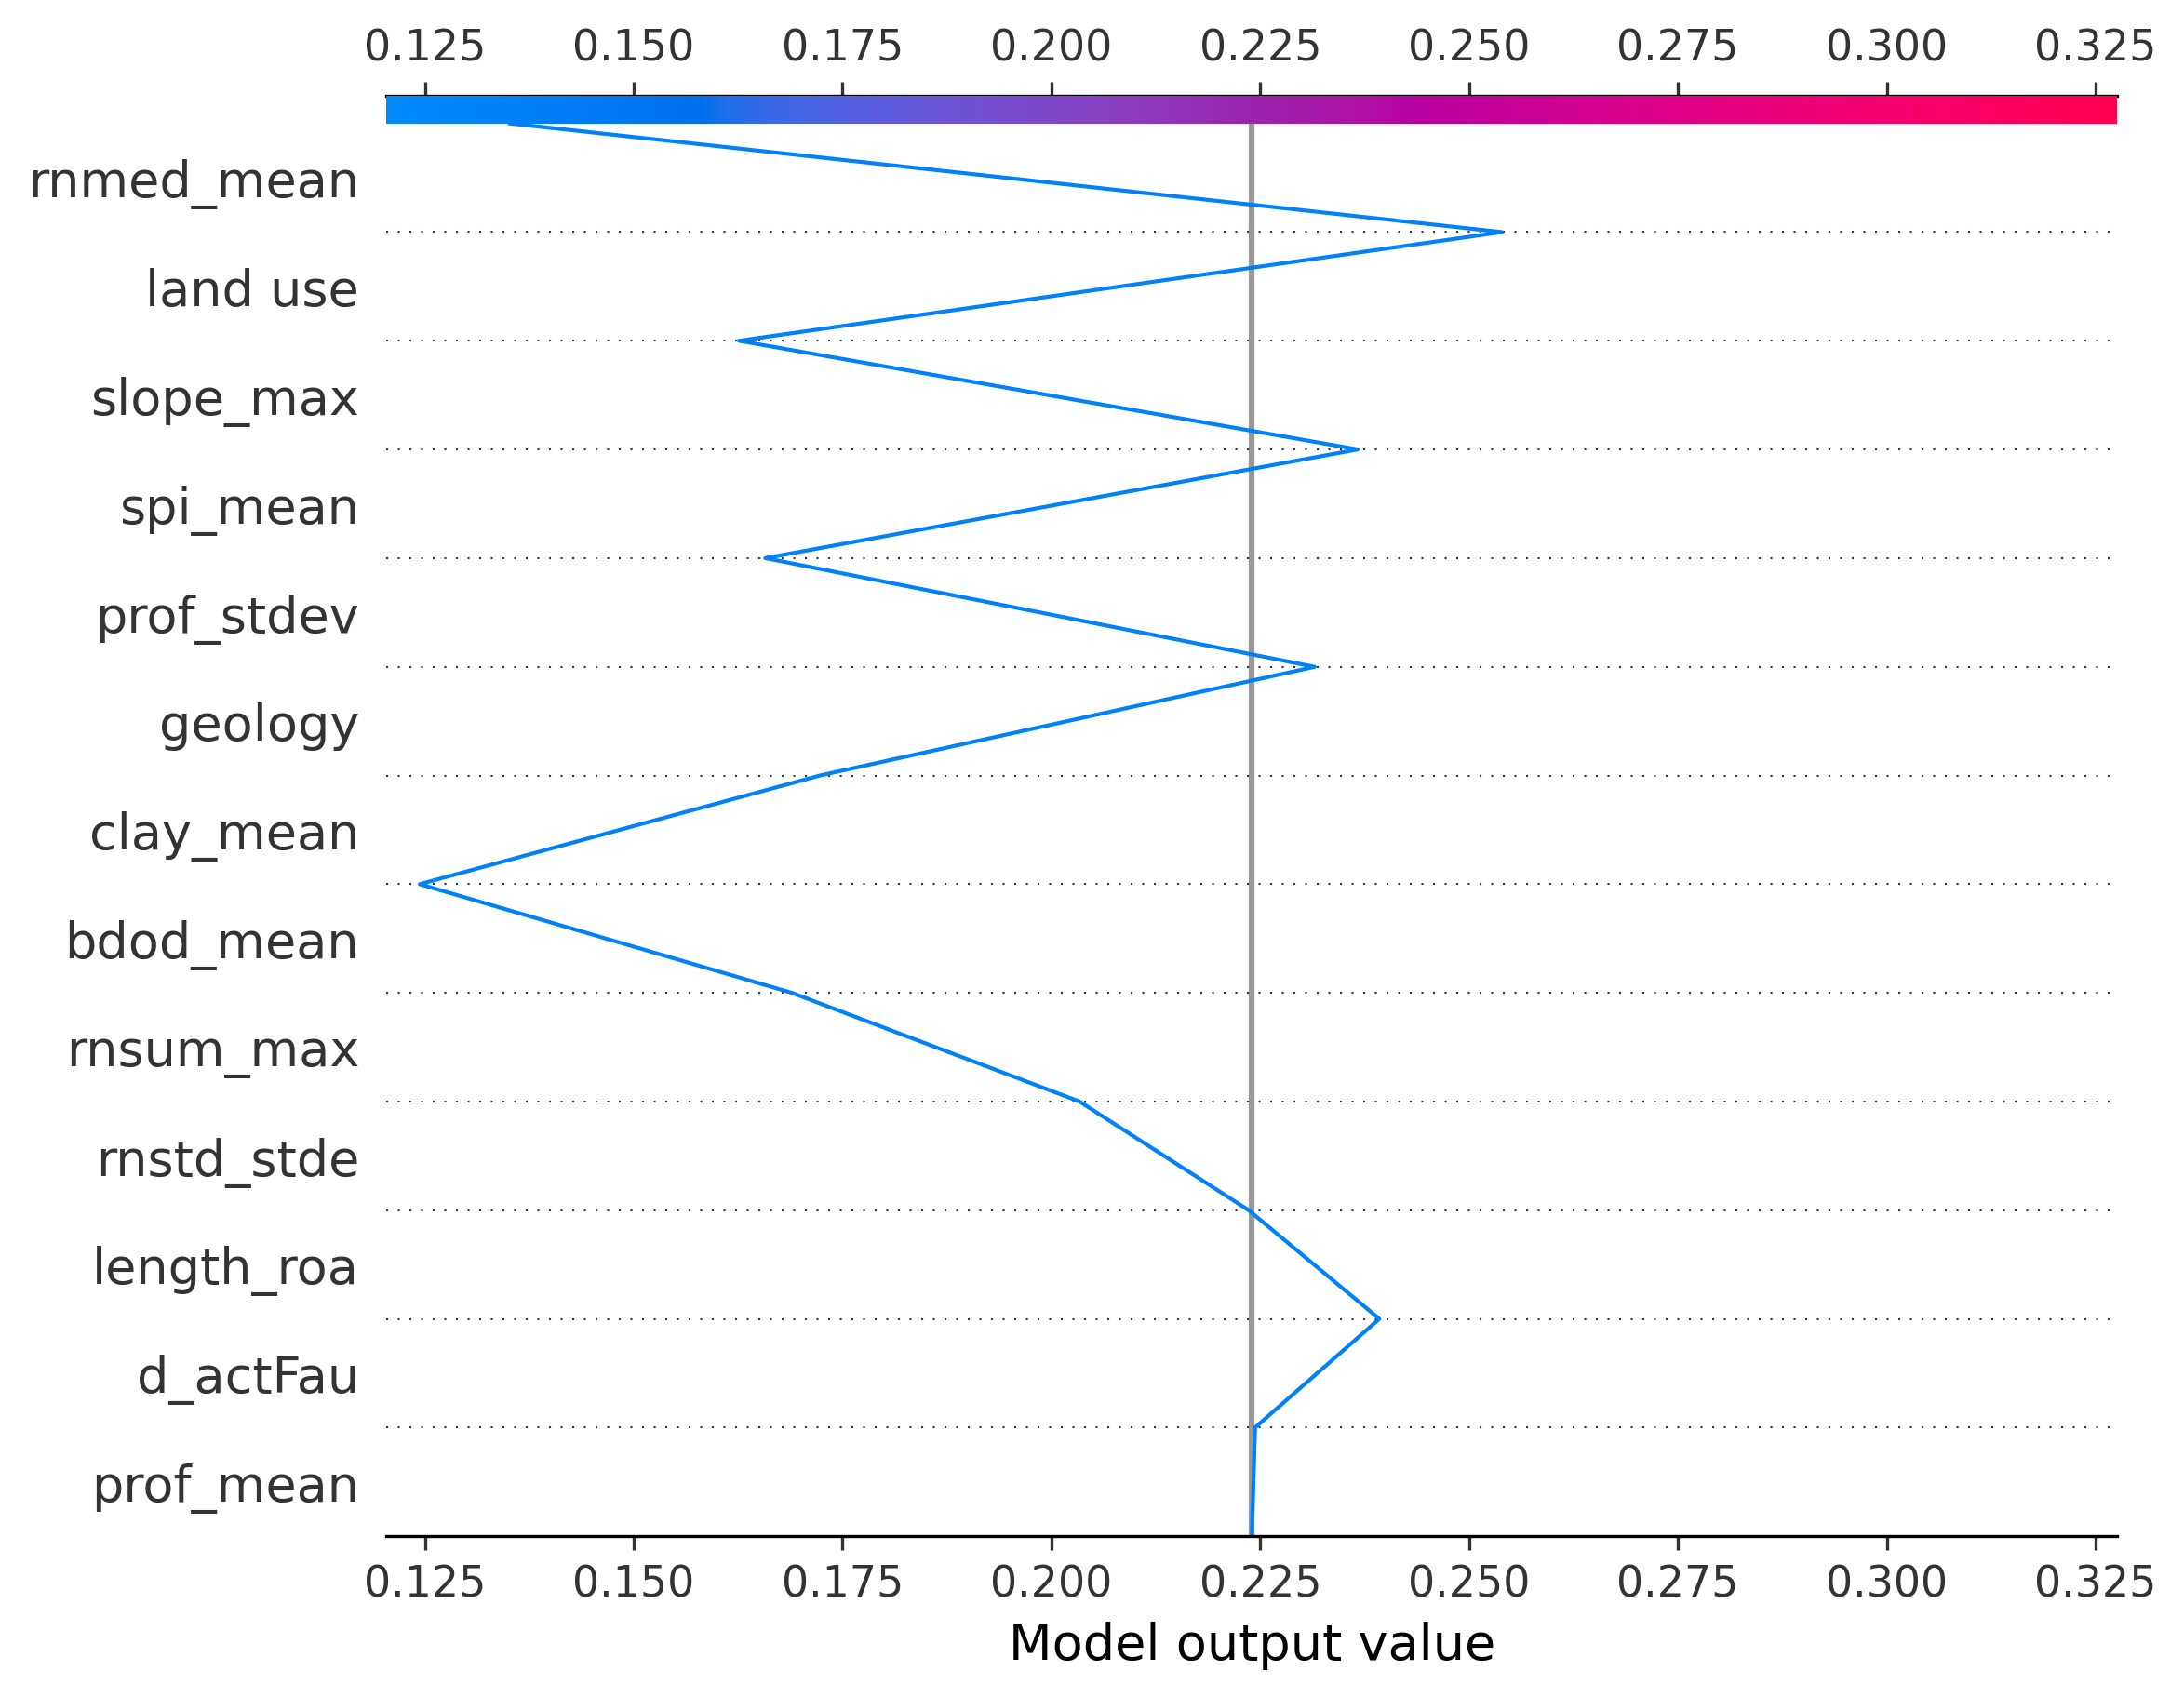 0.125 0.150 0.175 0.200 0.225 0.250 0.275 0.300 0.325
rnmed_mean
land use
slope_max
spi_mean
prof_stdev
geology
clay_mean
bdod_mean
rnsum_max
rnstd_stde
length_roa
d_actFau
prof_mean
0.125 0.150 0.175 0.200 0.225 0.250 0.275 0.300 0.325
Model output value